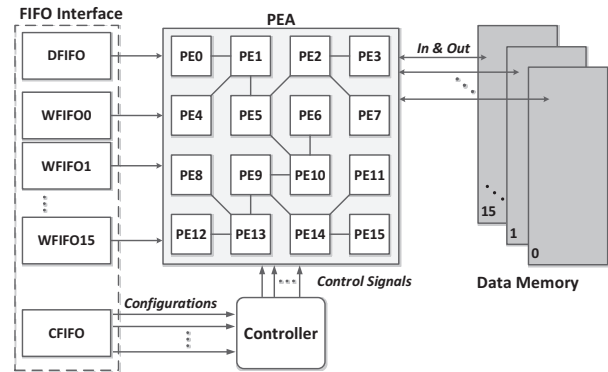 FIFO Interface
PEA
DFIFO
PE0 PE1 PE2 PE3
In & Out
WFIFO0
PE4 PE5 PE6 PE7
WFIFO1
PE8 PE9 PE10 PE11
WFIFO15
PE12 PE13 PE14 PE15
15
1
0
Control Signals
Data Memory
Configurations
CFIFO
Controller